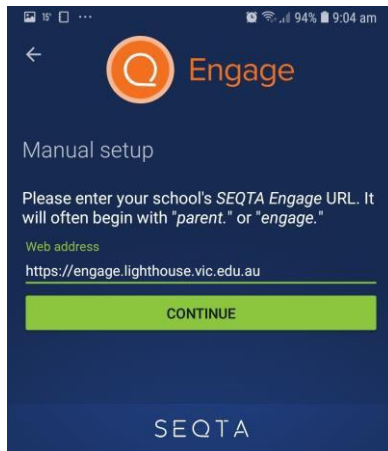 15° ··· 94% 9:04 am
Engage
Manual setup
Please enter your school's SEQTA Engage URL. It
will often begin with "parent." or "engage."
Web address
https://engage.lighthouse.vic.edu.au
CONTINUE
SEQTA